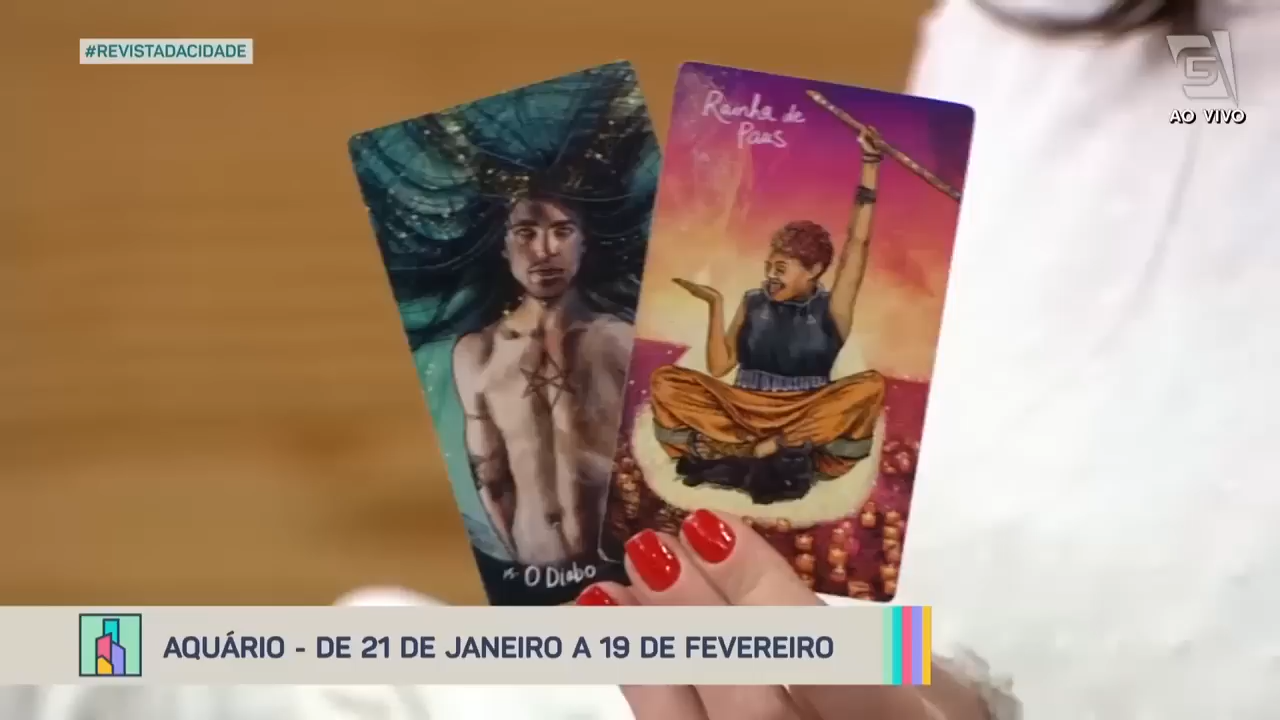 #REVISTADACIDADE
AO VIVO
Rainha de
Paus
O Diabo
AQUÁRIO - DE 21 DE JANEIRO A 19 DE FEVEREIRO